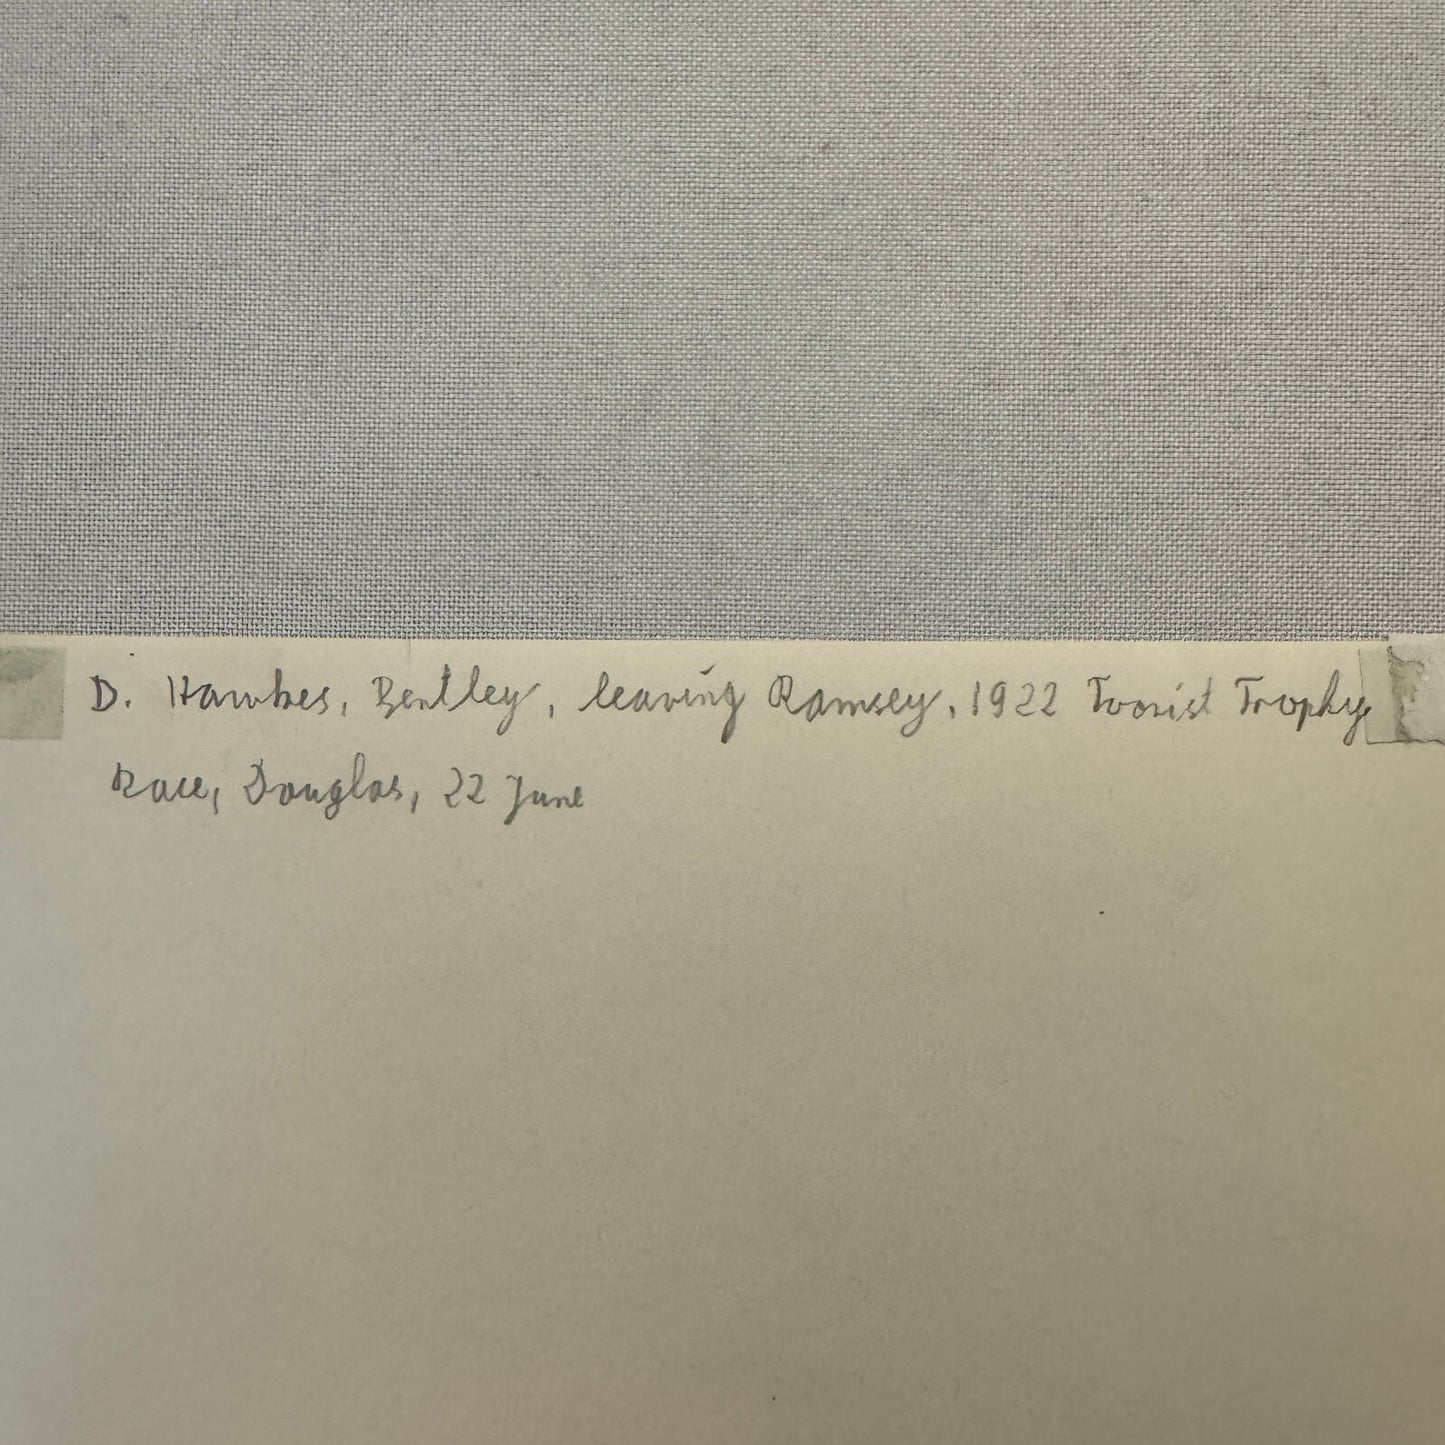 D. Hawkes, Bentley, leaving Ramsey, 1922 Tourist Trophy
Race, Douglas, 22 June